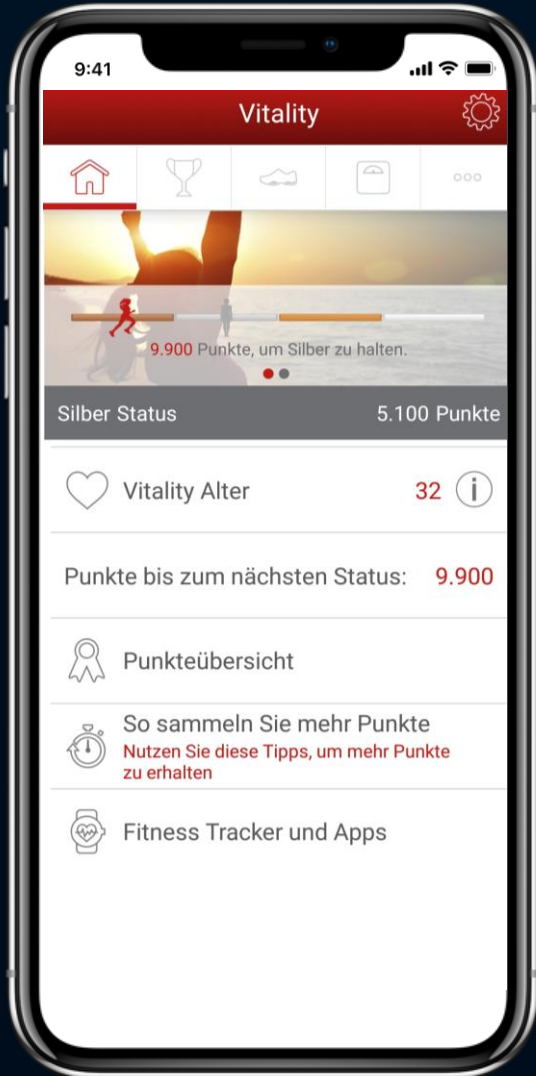 9:41
Vitality
9.900 Punkte, um Silber zu halten.
Silber Status 5.100 Punkte
Vitality Alter 32 i
Punkte bis zum nächsten Status: 9.900
Punkteübersicht
So sammeln Sie mehr Punkte
Nutzen Sie diese Tipps, um mehr Punkte
zu erhalten
Fitness Tracker und Apps